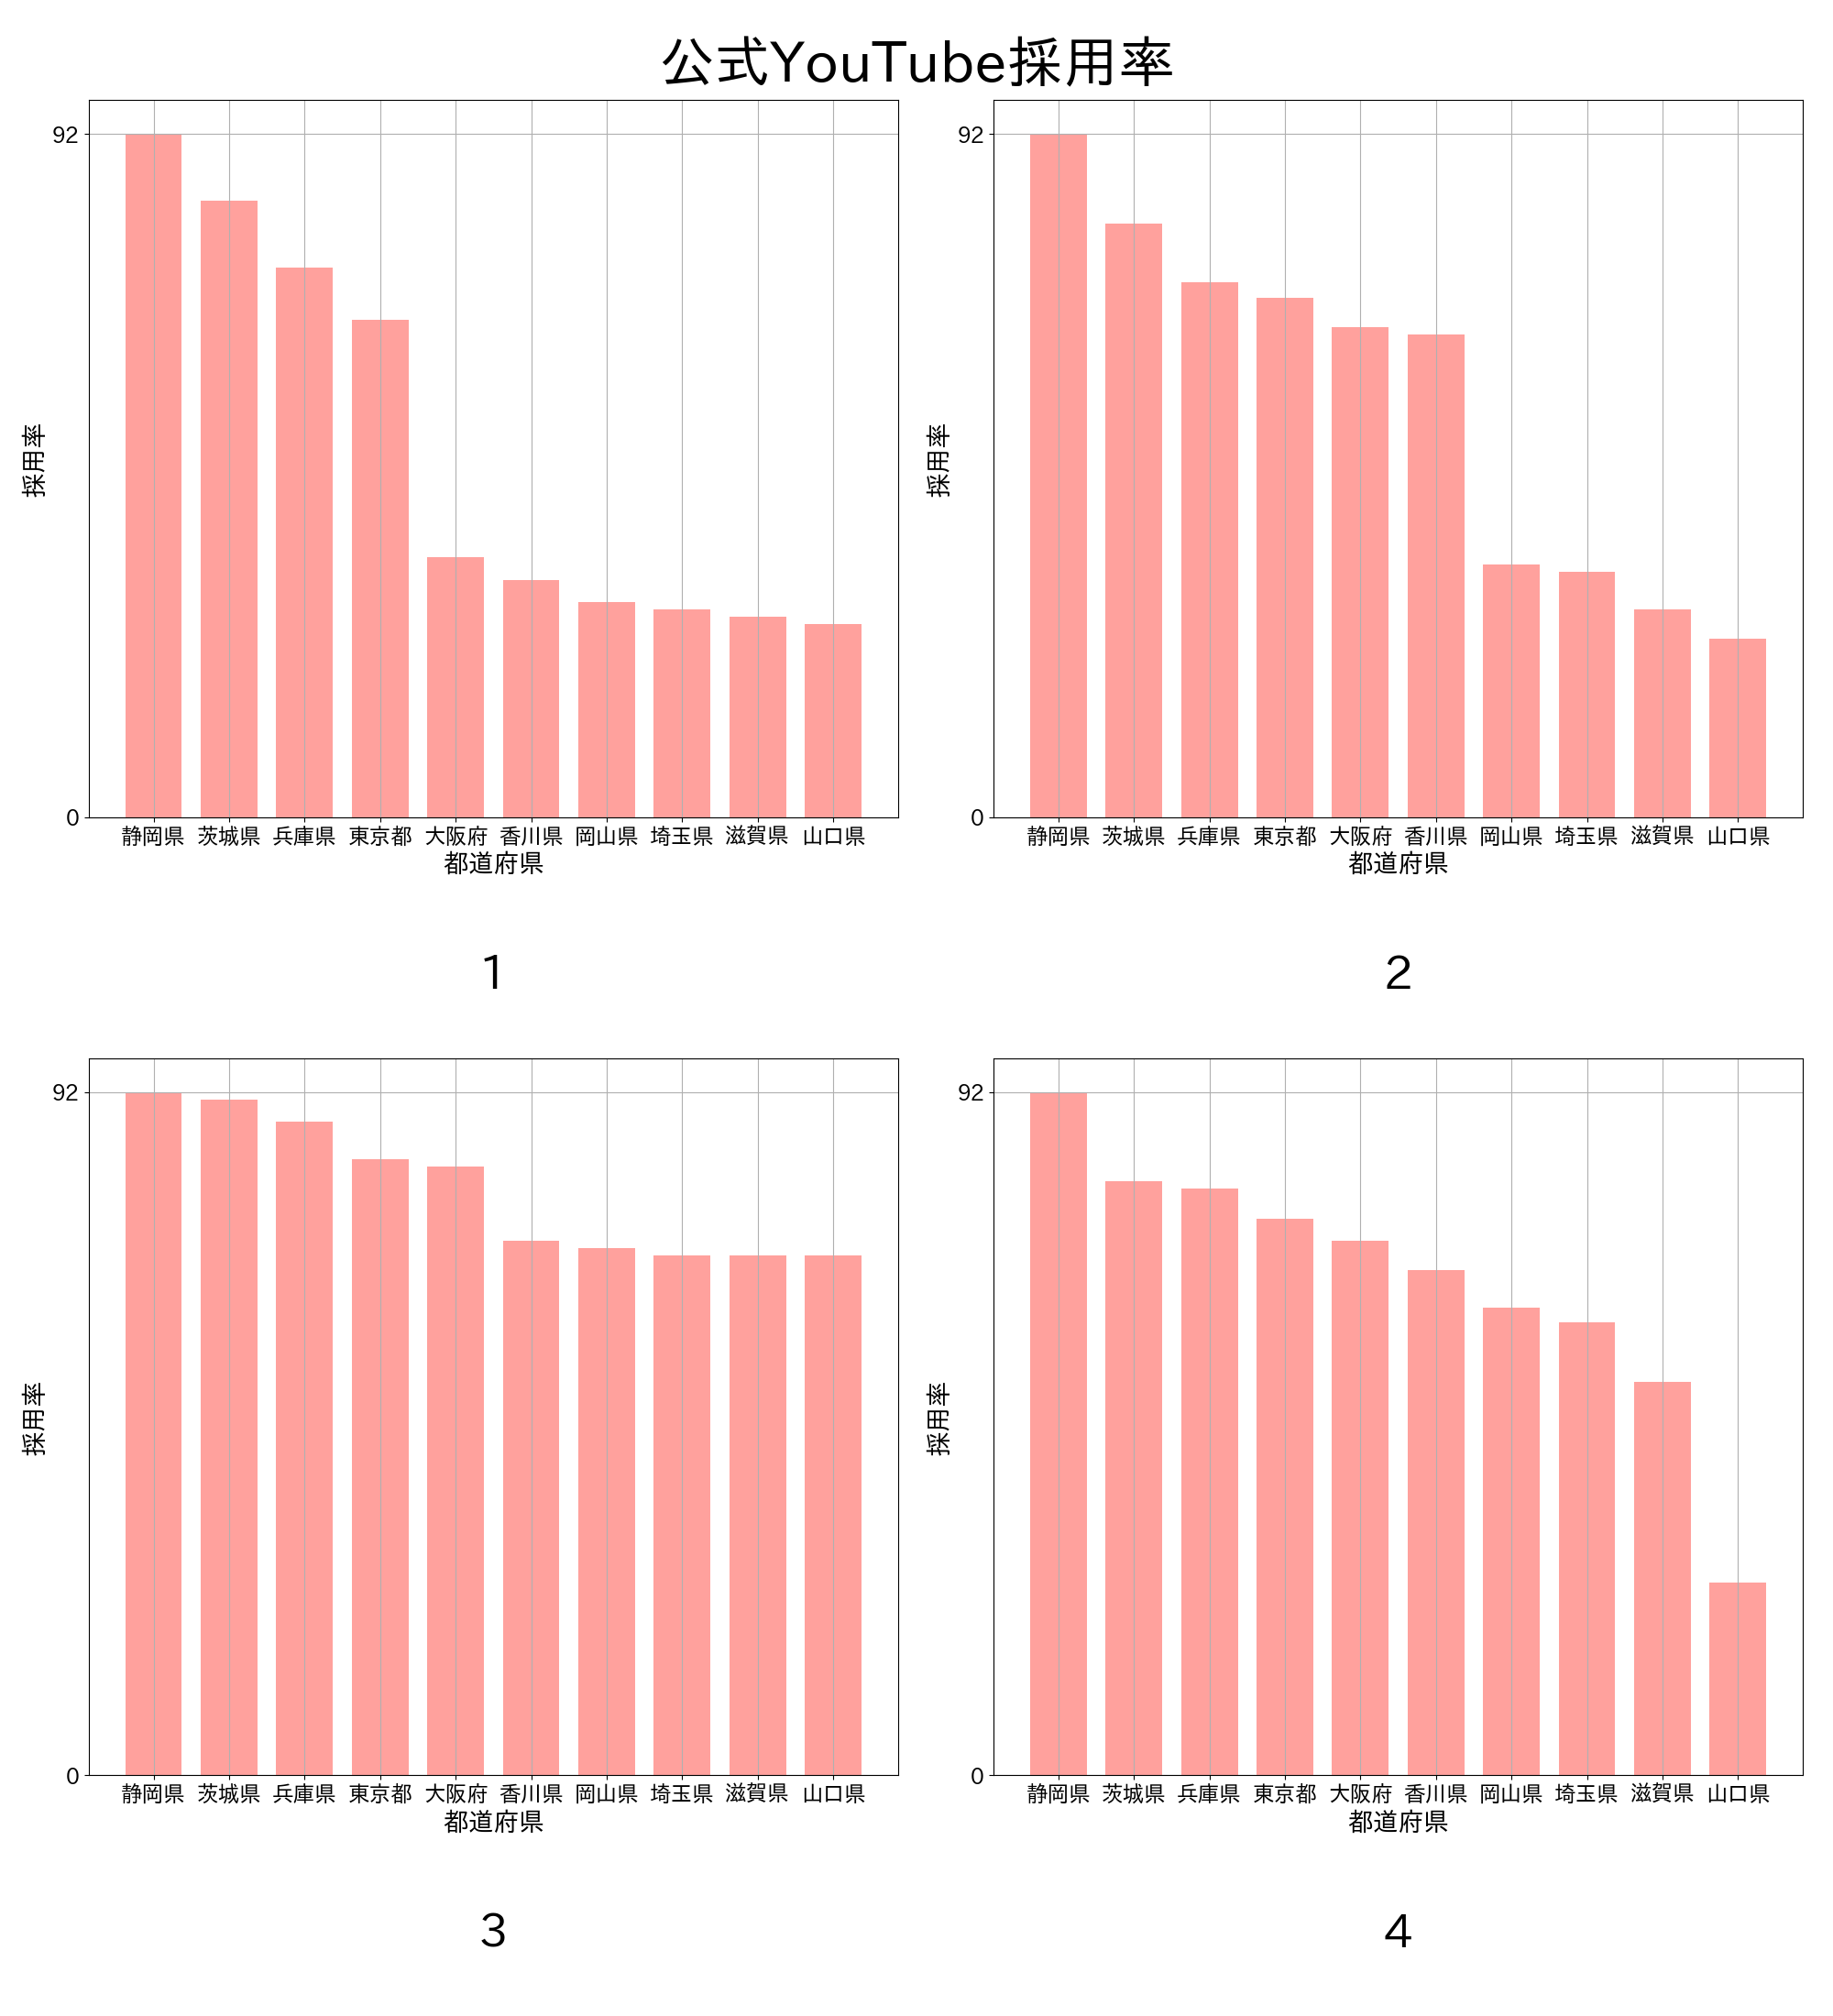 公式YouTube採用率
92
採用率
0
静岡県 茨城県 兵庫県 東京都 大阪府 香川県 岡山県 埼玉県 滋賀県 山口県
都道府県
1
92
採用率
0
静岡県 茨城県 兵庫県 東京都 大阪府 香川県 岡山県 埼玉県 滋賀県 山口県
都道府県
2
92
採用率
0
静岡県 茨城県 兵庫県 東京都 大阪府 香川県 岡山県 埼玉県 滋賀県 山口県
都道府県
3
92
採用率
0
静岡県 茨城県 兵庫県 東京都 大阪府 香川県 岡山県 埼玉県 滋賀県 山口県
都道府県
4